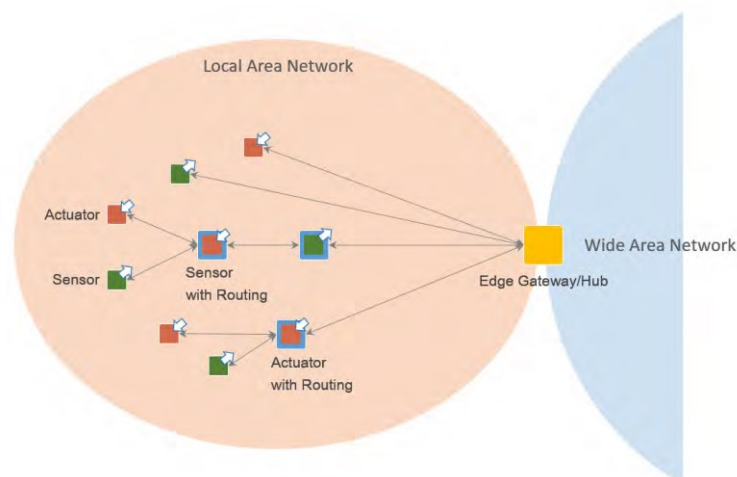 Local Area Network
Actuator
Sensor
Sensor
with Routing
Wide Area Network
Edge Gateway/Hub
Actuator
with Routing